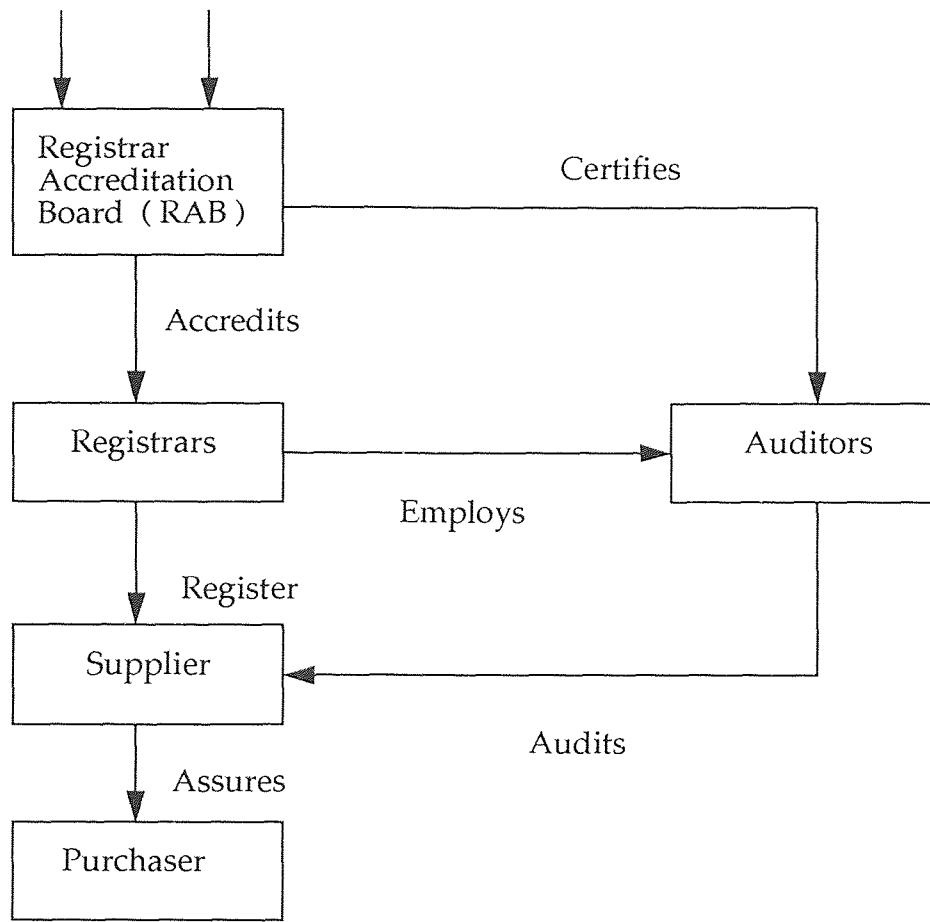 Registrar
Accreditation
Board ( RAB )
Certifies
Accredits
Registrars
Auditors
Employs
Register
Supplier
Audits
Assures
Purchaser